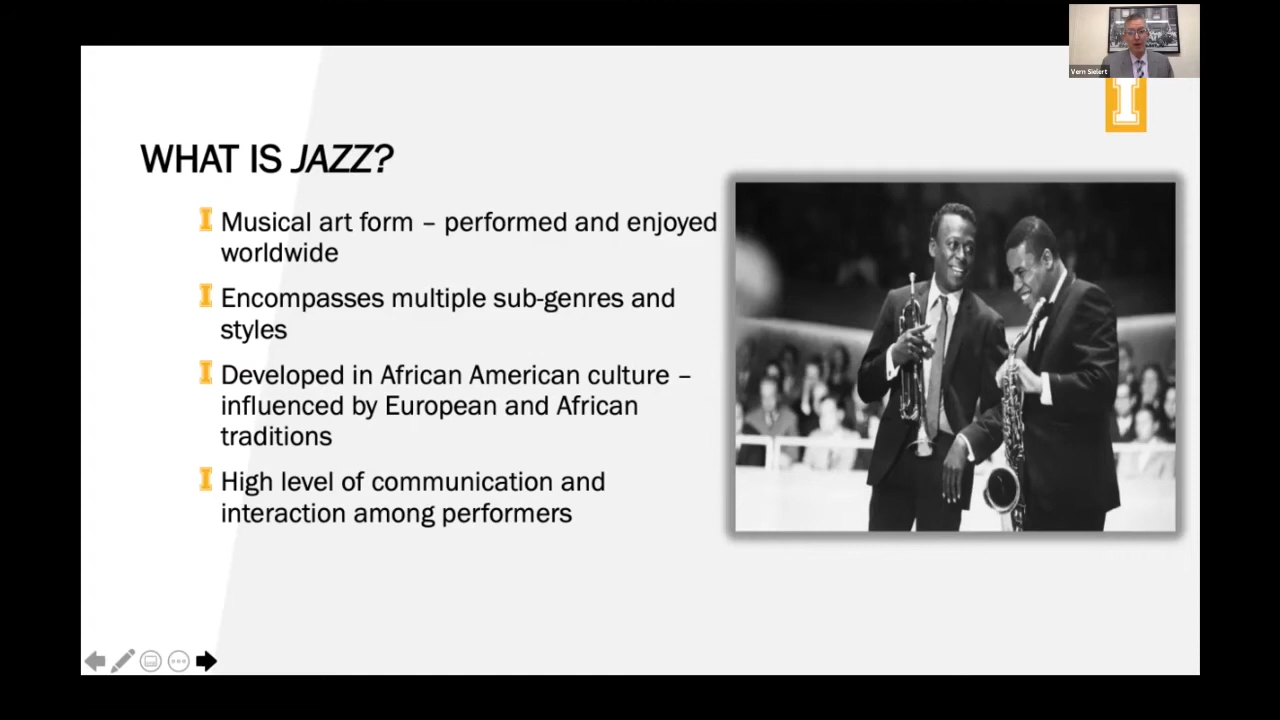 Vern Sielert
I
WHAT IS JAZZ?
I Musical art form – performed and enjoyed
worldwide
I Encompasses multiple sub-genres and
styles
I Developed in African American culture –
influenced by European and African
traditions
I High level of communication and
interaction among performers